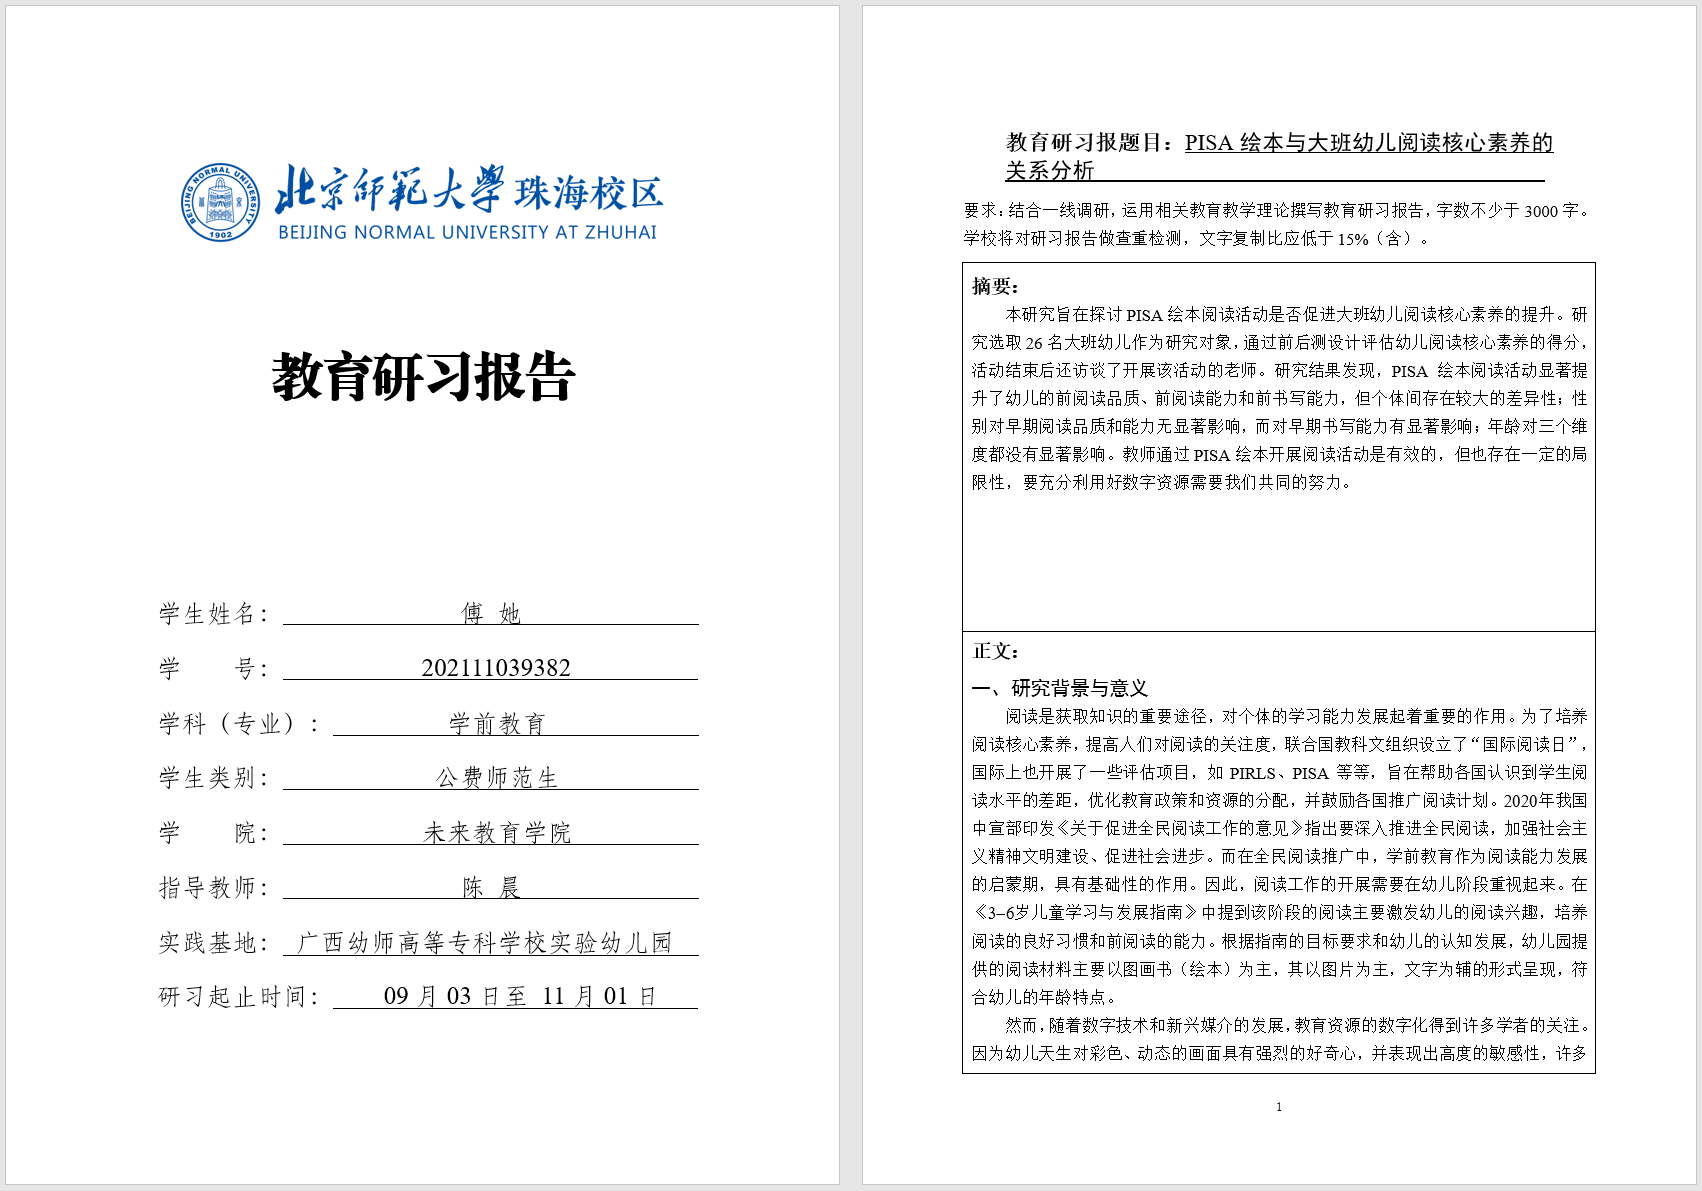 北京师范大学珠海校区
BEIJING NORMAL UNIVERSITY AT ZHUHAI
BEIJING NORMAL UNIVERSITY
1902
教育研习报告
学生姓名： 傅 她
学 号： 202111039382
学科（专业）： 学前教育
学生类别： 公费师范生
学 院： 未来教育学院
指导教师： 陈 晨
实践基地： 广西幼师高等专科学校实验幼儿园
研习起止时间： 09 月 03 日至 11 月 01 日
教育研习报题目：PISA 绘本与大班幼儿阅读核心素养的
关系分析
要求：结合一线调研，运用相关教育教学理论撰写教育研习报告，字数不少于 3000 字。
学校将对研习报告做查重检测，文字复制比应低于 15%（含）。
摘要：
本研究旨在探讨 PISA 绘本阅读活动是否促进大班幼儿阅读核心素养的提升。研
究选取 26 名大班幼儿作为研究对象，通过前后测设计评估幼儿阅读核心素养的得分，
活动结束后还访谈了开展该活动的老师。研究结果发现，PISA 绘本阅读活动显著提
升了幼儿的前阅读品质、前阅读能力和前书写能力，但个体间存在较大的差异性；性
别对早期阅读品质和能力无显著影响，而对早期书写能力有显著影响；年龄对三个维
度都没有显著影响。教师通过 PISA 绘本开展阅读活动是有效的，但也存在一定的局
限性，要充分利用好数字资源需要我们共同的努力。
正文：
一、研究背景与意义
阅读是获取知识的重要途径，对个体的学习能力发展起着重要的作用。为了培养
阅读核心素养，提高人们对阅读的关注度，联合国教科文组织设立了“国际阅读日”，
国际上也开展了一些评估项目，如 PIRLS、PISA 等等，旨在帮助各国认识到学生阅
读水平的差距，优化教育政策和资源的分配，并鼓励各国推广阅读计划。2020年我国
中宣部印发《关于促进全民阅读工作的意见》指出要深入推进全民阅读，加强社会主
义精神文明建设、促进社会进步。而在全民阅读推广中，学前教育作为阅读能力发展
的启蒙期，具有基础性的作用。因此，阅读工作的开展需要在幼儿阶段重视起来。在
《3–6岁儿童学习与发展指南》中提到该阶段的阅读主要激发幼儿的阅读兴趣，培养
阅读的良好习惯和前阅读的能力。根据指南的目标要求和幼儿的认知发展，幼儿园提
供的阅读材料主要以图画书（绘本）为主，其以图片为主，文字为辅的形式呈现，符
合幼儿的年龄特点。
然而，随着数字技术和新兴媒介的发展，教育资源的数字化得到许多学者的关注。
因为幼儿天生对彩色、动态的画面具有强烈的好奇心，并表现出高度的敏感性，许多
1